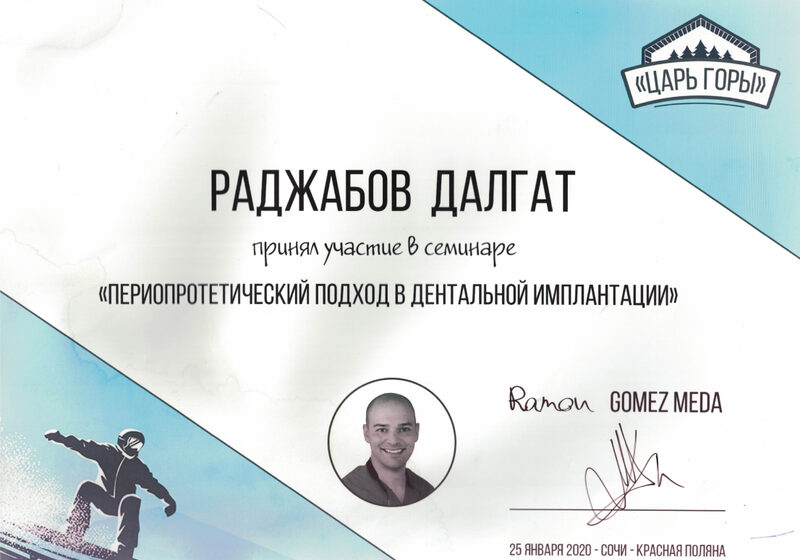 «ЦАРЬ ГОРЫ»
РАДЖАБОВ ДАЛГАТ
принял участие в семинаре
«ПЕРИОПРОТЕТИЧЕСКИЙ ПОДХОД В ДЕНТАЛЬНОЙ ИМПЛАНТАЦИИ»
Ramon GOMEZ MEDA
25 ЯНВАРЯ 2020 - СОЧИ - КРАСНАЯ ПОЛЯНА